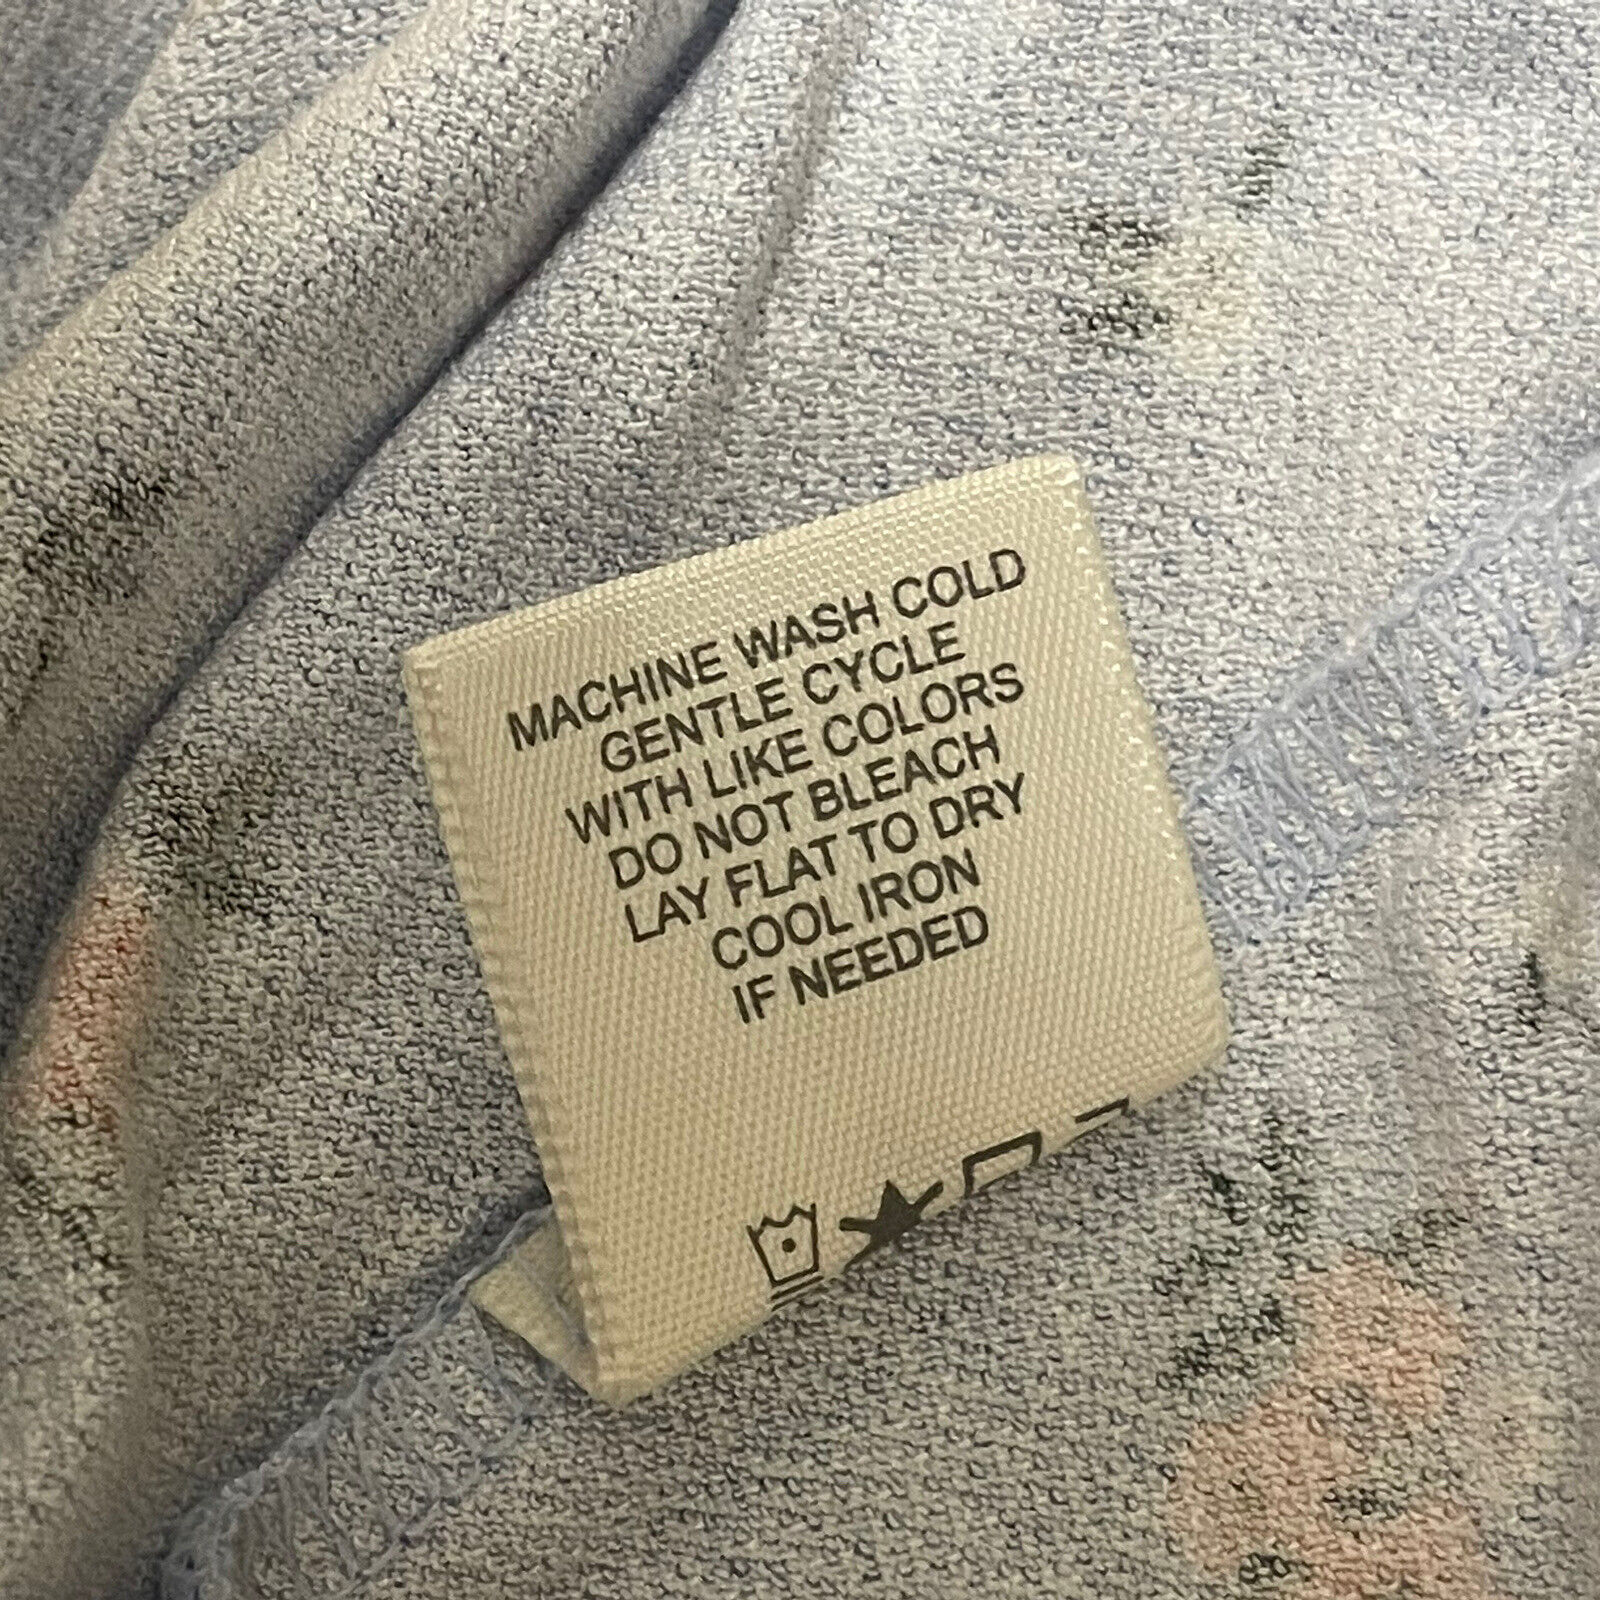 MACHINE WASH COLD
GENTLE CYCLE
WITH LIKE COLORS
DO NOT BLEACH
LAY FLAT TO DRY
COOL IRON
IF NEEDED